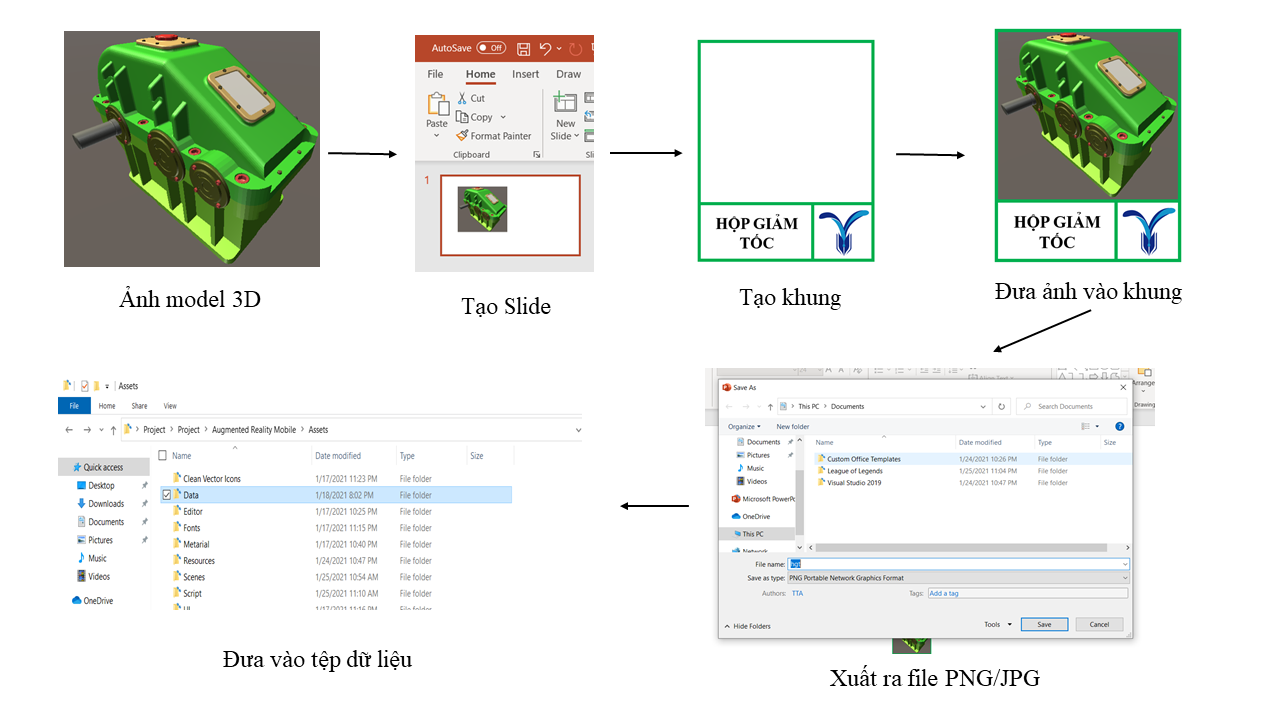 AutoSave Off
File Home Insert Draw
Paste
Cut
Copy
Format Painter
New
Slide
Clipboard
1
HỘP GIẢM
TỐC
HỘP GIẢM
TỐC
Ảnh model 3D
Tạo Slide
Tạo khung
Đưa ảnh vào khung
Assets
File Home Share View
Project Project Augmented Reality Mobile Assets
Quick access
Desktop
Downloads
Documents
Pictures
Music
Videos
OneDrive
Name Date modified Type Size
Clean Vector Icons 1/17/2021 11:23 PM File folder
Data 1/18/2021 8:02 PM File folder
Editor 1/17/2021 10:25 PM File folder
Fonts 1/17/2021 11:15 PM File folder
Metarial 1/17/2021 10:40 PM File folder
Resources 1/24/2021 10:47 PM File folder
Scenes 1/25/2021 10:54 AM File folder
Script 1/25/2021 11:10 AM File folder
UI 1/17/2021 11:16 PM File folder
Đưa vào tệp dữ liệu
Arrange
Drawing
Save As
This PC Documents
Search Documents
Organize New folder
Documents
Pictures
Music
Videos
Microsoft PowerPo
OneDrive
This PC
Network
Name Date modified Type Size
Custom Office Templates 1/24/2021 10:26 PM File folder
League of Legends 1/25/2021 11:04 PM File folder
Visual Studio 2019 1/24/2021 10:47 PM File folder
File name:
Save as type: PNG Portable Network Graphics Format
Authors: TTA Tags: Add a tag
Hide Folders
Tools Save Cancel
Xuất ra file PNG/JPG